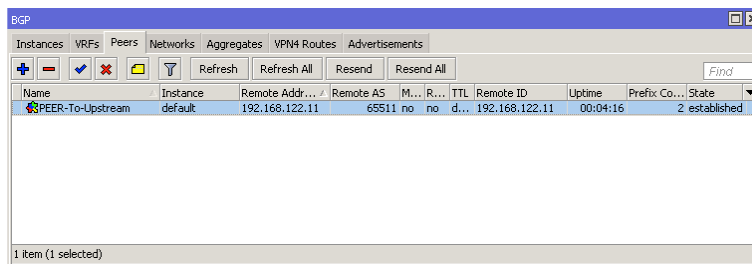 BGP
Instances VRFs Peers Networks Aggregates VPN4 Routes Advertisements
Refresh Refresh All Resend Resend All Find
Name Instance Remote Addr... Remote AS M... R... TTL Remote ID Uptime Prefix Co... State
PEER-To-Upstream default 192.168.122.11 65511 no no d... 192.168.122.11 00:04:16 2 established
1 item (1 selected)